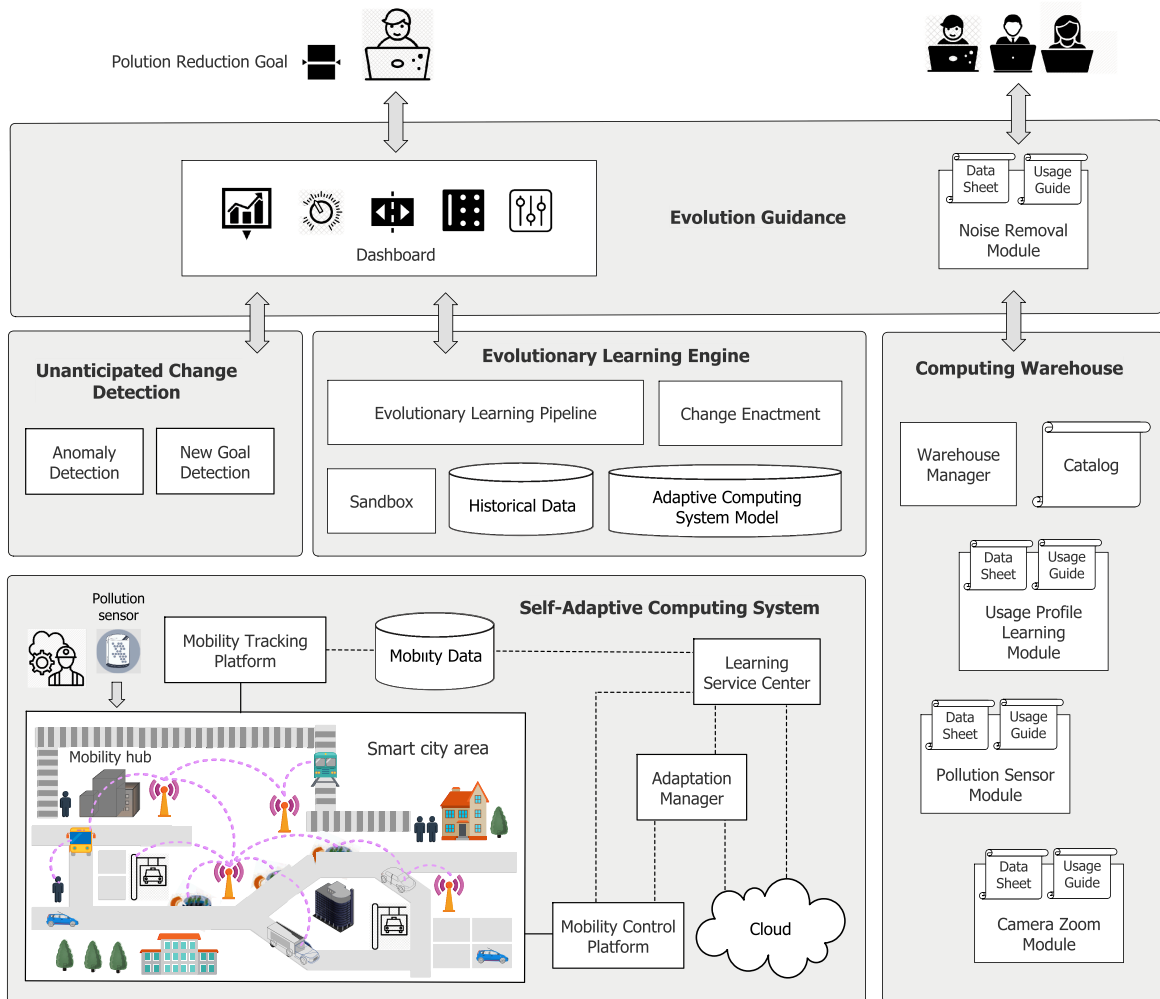 Polution Reduction Goal
Dashboard
Evolution Guidance
Data
Sheet
Usage
Guide
Noise Removal
Module
Unanticipated Change
Detection
Anomaly
Detection
New Goal
Detection
Evolutionary Learning Engine
Evolutionary Learning Pipeline
Change Enactment
Sandbox
Historical Data
Adaptive Computing
System Model
Computing Warehouse
Warehouse
Manager
Catalog
Data
Sheet
Usage
Guide
Usage Profile
Learning
Module
Data
Sheet
Usage
Guide
Pollution Sensor
Module
Data
Sheet
Usage
Guide
Camera Zoom
Module
Self-Adaptive Computing System
Pollution
sensor
Mobility Tracking
Platform
Mobility Data
Learning
Service Center
Smart city area
Mobility hub
Adaptation
Manager
Mobility Control
Platform
Cloud